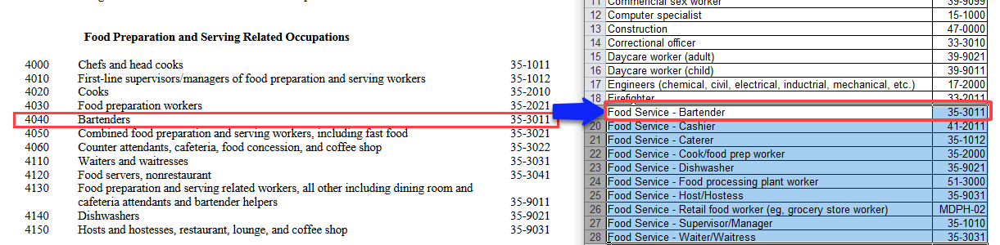 Food Preparation and Serving Related Occupations
4000 Chefs and head cooks 35-1011
4010 First-line supervisors/managers of food preparation and serving workers 35-1012
4020 Cooks 35-2010
4030 Food preparation workers 35-2021
4040 Bartenders 35-3011
4050 Combined food preparation and serving workers, including fast food 35-3021
4060 Counter attendants, cafeteria, food concession, and coffee shop 35-3022
4110 Waiters and waitresses 35-3031
4120 Food servers, nonrestaurant 35-3041
4130 Food preparation and serving related workers, all other including dining room and
cafeteria attendants and bartender helpers 35-9011
4140 Dishwashers 35-9021
4150 Hosts and hostesses, restaurant, lounge, and coffee shop 35-9031
11 Commercial sex worker 39-9099
12 Computer specialist 15-1000
13 Construction 47-0000
14 Correctional officer 33-3010
15 Daycare worker (adult) 39-9021
16 Daycare worker (child) 39-9011
17 Engineers (chemical, civil, electrical, inductrial, mechanical, etc.) 17-2000
18 Firefighter 33-2011
Food Service - Bartender 35-3011
20 Food Service - Cashier 41-2011
21 Food Service - Caterer 35-1012
22 Food Service - Cook/food prep worker 35-2000
23 Food Service - Dishwasher 35-9021
24 Food Service - Food processing plant worker 51-3000
25 Food Service - Host/Hostess 35-9031
26 Food Service - Retail food worker (eg, grocery store worker) MDPH-02
27 Food Service - Supervisor/Manager 35-1010
28 Food Service - Waiter/Waitress 35-3031